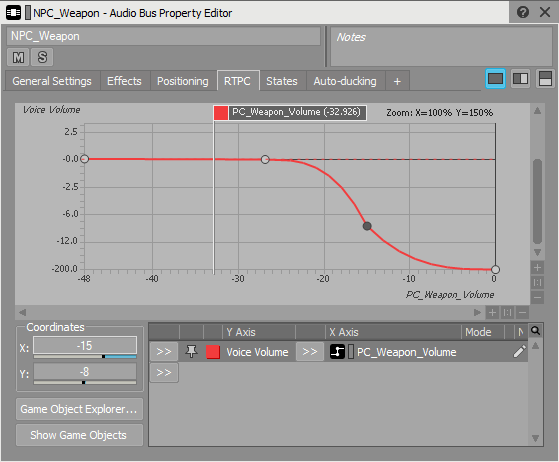 NPC_Weapon - Audio Bus Property Editor
NPC_Weapon
Notes
M S
General Settings Effects Positioning RTPC States Auto-ducking +
Voice Volume
PC_Weapon_Volume (-32.926)
Zoom: X=100% Y=150%
2.5
-0.0
-2.5
-6.0
-12.0
-200.0
-48 -40 -30 -20 -10 0
PC_Weapon_Volume
Coordinates
X: -15
Y: -8
Game Object Explorer...
Show Game Objects
Y Axis X Axis Mode
>> Voice Volume >> PC_Weapon_Volume
>>